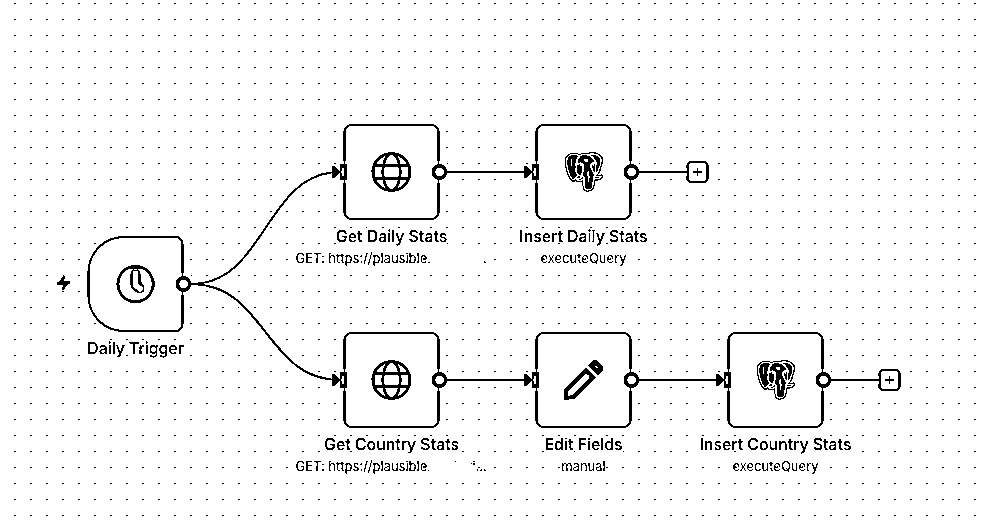 Get Daily Stats
GET: https://plausible.
Insert Daily Stats
executeQuery
Daily Trigger
Get Country Stats
GET: https://plausible.
Edit Fields
manual
Insert Country Stats
executeQuery